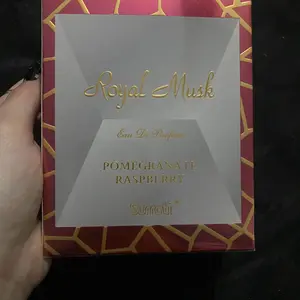 Royal Musk
Eau De Parfum
POMEGRANATE
RASPBERRY